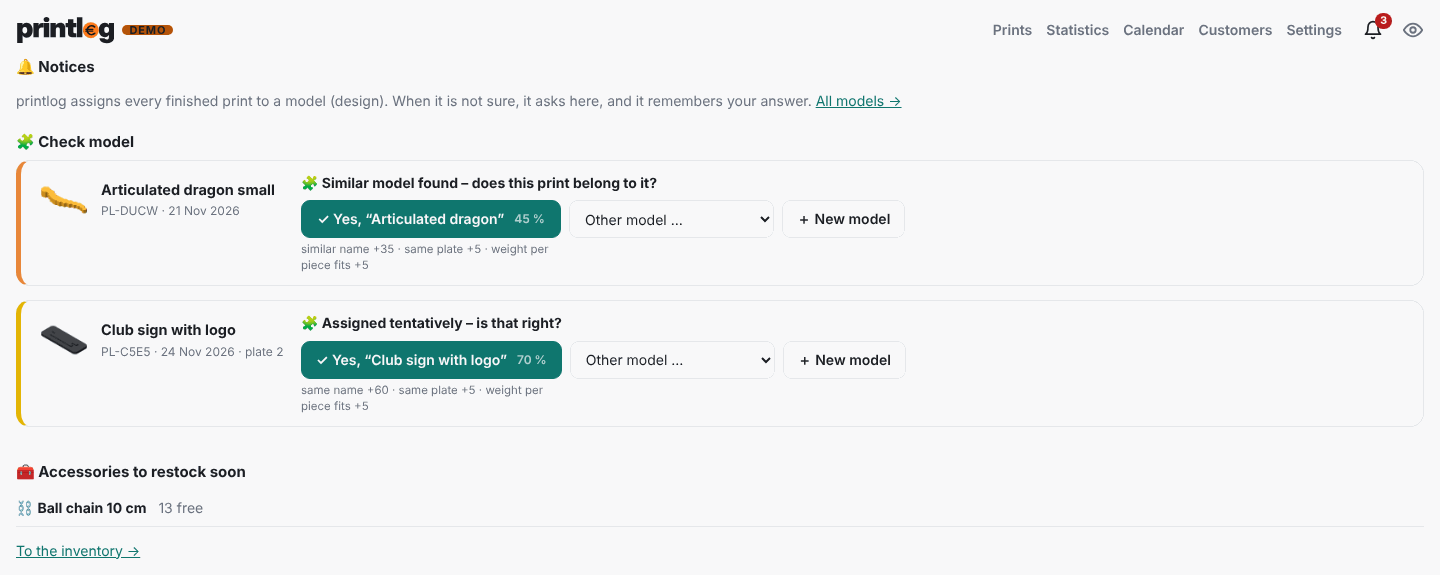 printl€g DEMO
Prints Statistics Calendar Customers Settings 3
🔔 Notices
printlog assigns every finished print to a model (design). When it is not sure, it asks here, and it remembers your answer. All models →
🧩 Check model
Articulated dragon small
PL-DUCW · 21 Nov 2026
🧩 Similar model found – does this print belong to it?
✓ Yes, “Articulated dragon” 45 %
Other model ...
+ New model
similar name +35 · same plate +5 · weight per
piece fits +5
Club sign with logo
PL-C5E5 · 24 Nov 2026 · plate 2
🧩 Assigned tentatively – is that right?
✓ Yes, “Club sign with logo” 70 %
Other model ...
+ New model
same name +60 · same plate +5 · weight per
piece fits +5
🧰 Accessories to restock soon
⛓️ Ball chain 10 cm 13 free
To the inventory →